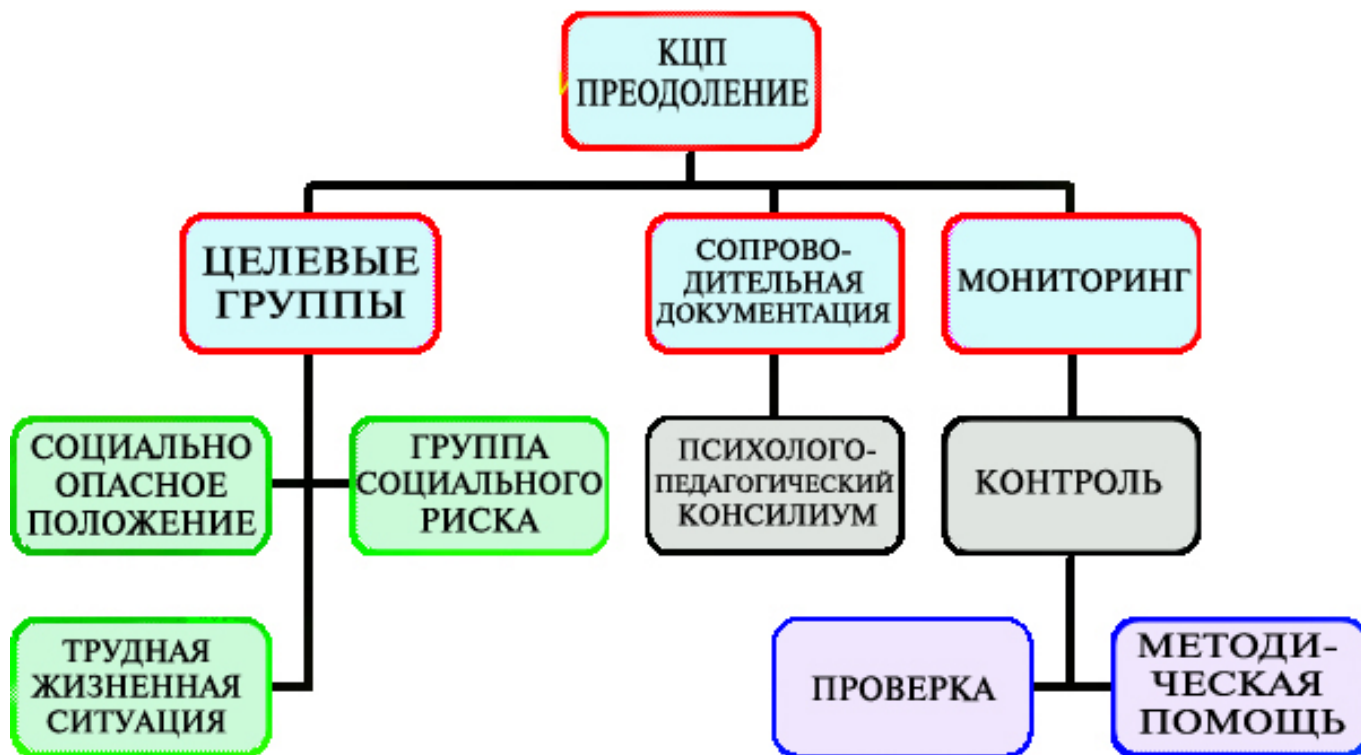 КЦП
ПРЕОДОЛЕНИЕ
ЦЕЛЕВЫЕ
ГРУППЫ
СОПРОВО-
ДИТЕЛЬНАЯ
ДОКУМЕНТАЦИЯ
МОНИТОРИНГ
СОЦИАЛЬНО
ОПАСНОЕ
ПОЛОЖЕНИЕ
ГРУППА
СОЦИАЛЬНОГО
РИСКА
ПСИХОЛОГО-
ПЕДАГОГИЧЕСКИЙ
КОНСИЛИУМ
КОНТРОЛЬ
ТРУДНАЯ
ЖИЗНЕННАЯ
СИТУАЦИЯ
ПРОВЕРКА
МЕТОДИ-
ЧЕСКАЯ
ПОМОЩЬ